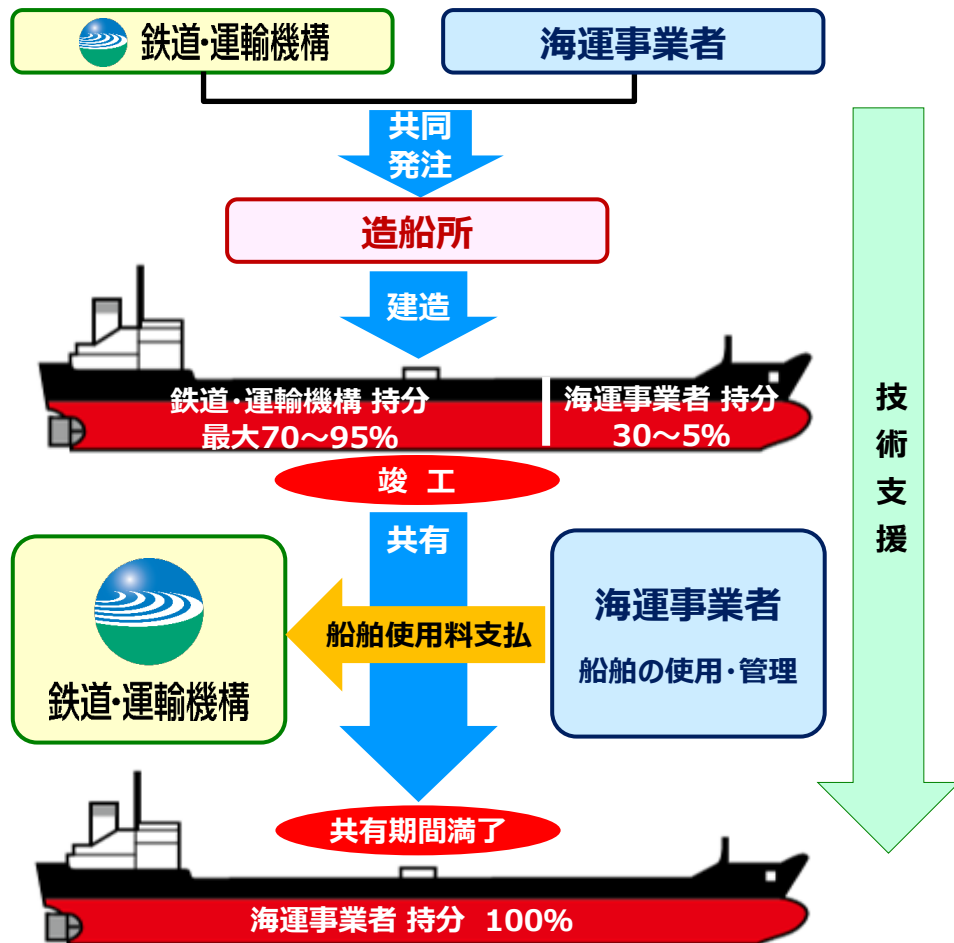 鉄道・運輸機構
海運事業者
共同
発注
造船所
建造
鉄道・運輸機構 持分
最大70～95%
海運事業者 持分
30～5%
竣 工
共有
技術支援
鉄道・運輸機構
船舶使用料支払
海運事業者
船舶の使用・管理
共有期間満了
海運事業者 持分 100%